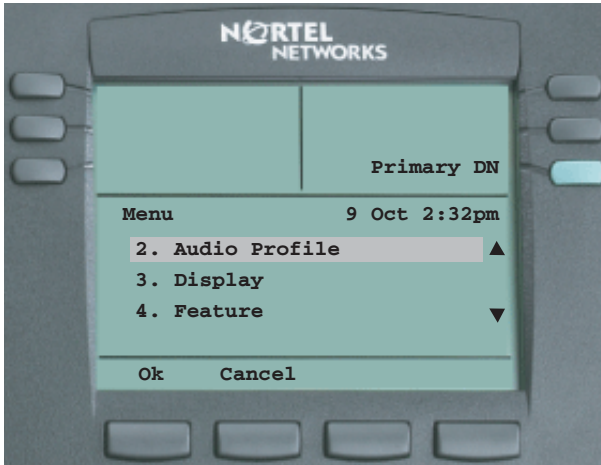 NORTEL
NETWORKS
Primary DN
Menu 9 Oct 2:32pm
2. Audio Profile
3. Display
4. Feature
Ok Cancel